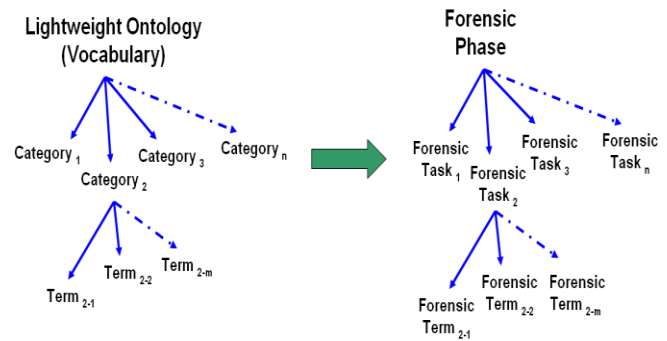 Lightweight Ontology
(Vocabulary)
Category 1
Category 2
Category 3
Category n
Term 2-1
Term 2-2
Term 2-m
Forensic
Phase
Forensic
Task 1
Forensic
Task 2
Forensic
Task 3
Forensic
Task n
Forensic
Term 2-1
Forensic
Term 2-2
Forensic
Term 2-m